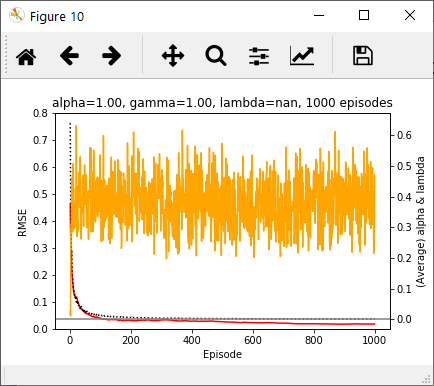 Figure 10
alpha=1.00, gamma=1.00, lambda=nan, 1000 episodes
RMSE
0.8
0.7
0.6
0.5
0.4
0.3
0.2
0.1
0.0
0.6
0.5
0.4
0.3
0.2
0.1
0.0
(Average) alpha & lambda
0 200 400 600 800 1000
Episode